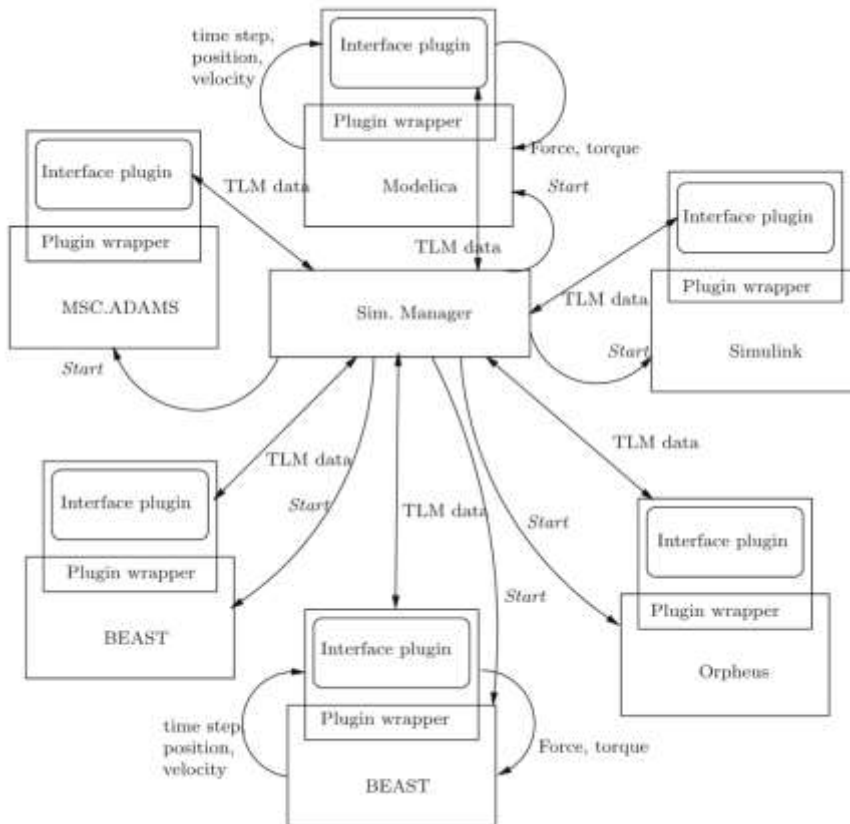 time step,
position,
velocity
Interface plugin
Plugin wrapper
Force, torque
Modelica
Start
TLM data
Interface plugin
TLM data
Plugin wrapper
MSC.ADAMS
Start
Interface plugin
TLM data
Plugin wrapper
Start
Simulink
Sim. Manager
TLM data
Interface plugin
Start
Plugin wrapper
BEAST
TLM data
TLM data
Start
Interface plugin
Plugin wrapper
Orpheus
Start
Interface plugin
Plugin wrapper
time step,
position,
velocity
Force, torque
BEAST